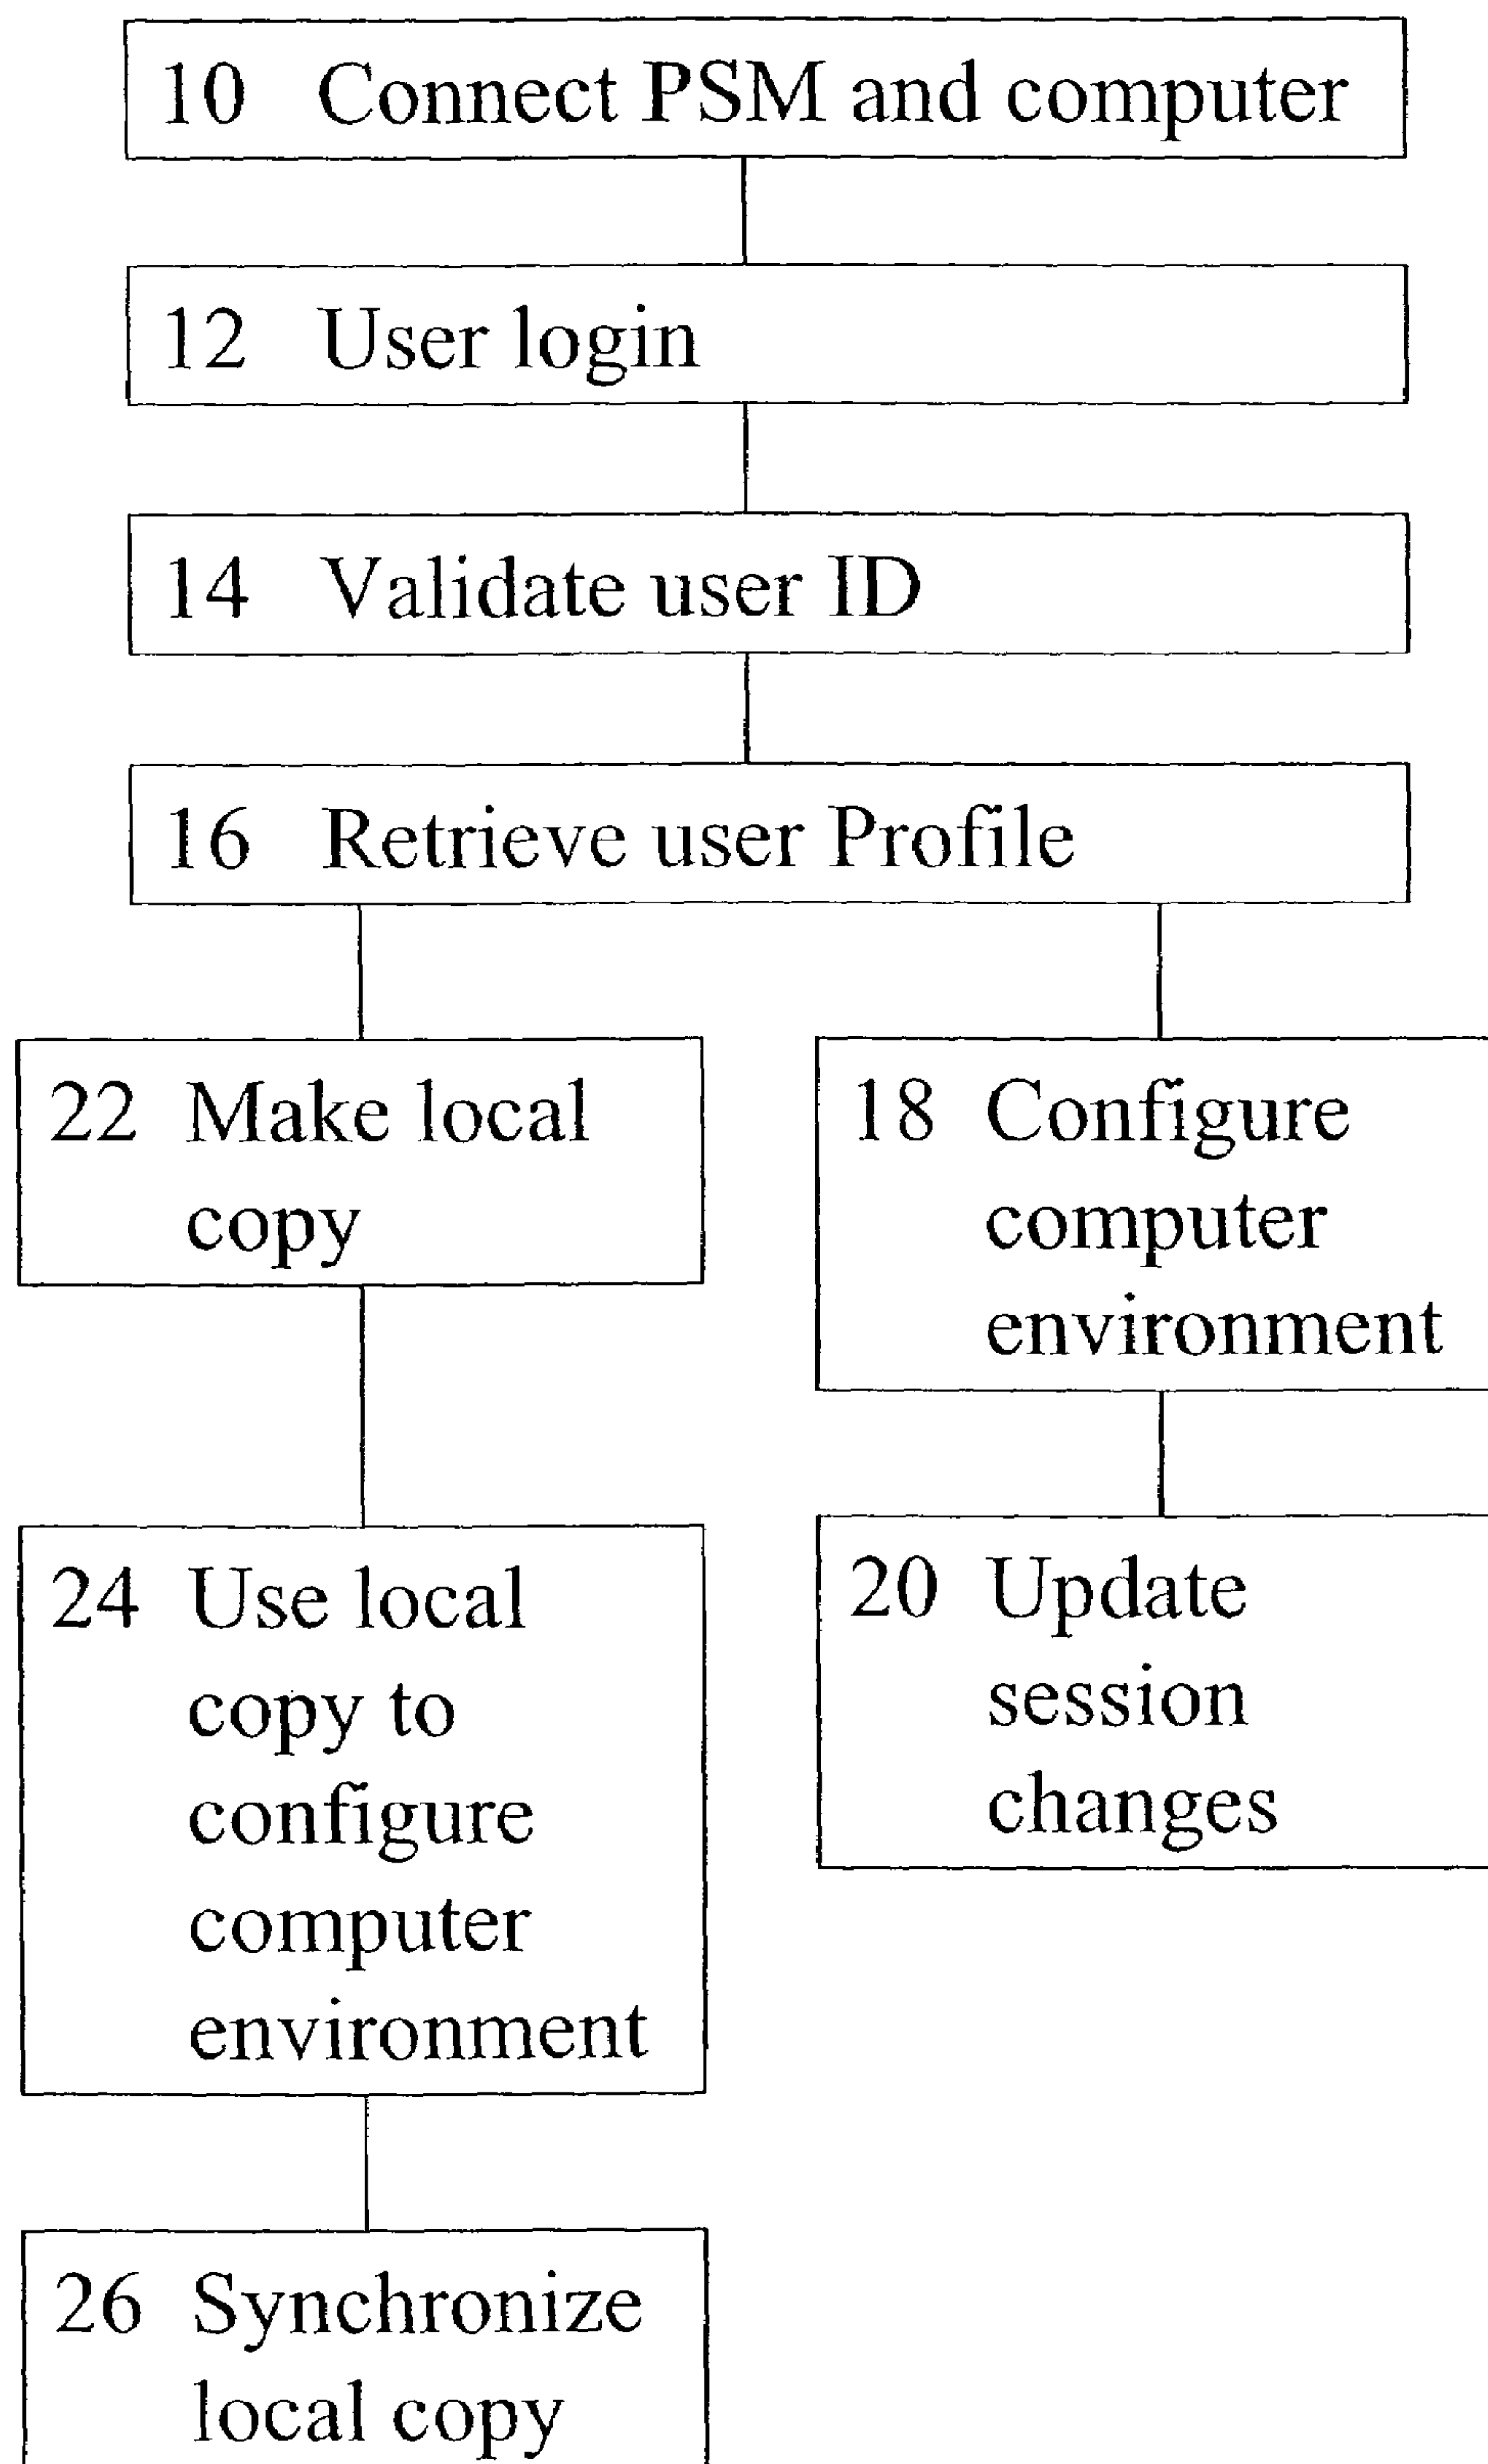 10 Connect PSM and computer
12 User login
14 Validate user ID
16 Retrieve user Profile
22 Make local
copy
18 Configure
computer
environment
24 Use local
copy to
configure
computer
environment
20 Update
session
changes
26 Synchronize
local copy